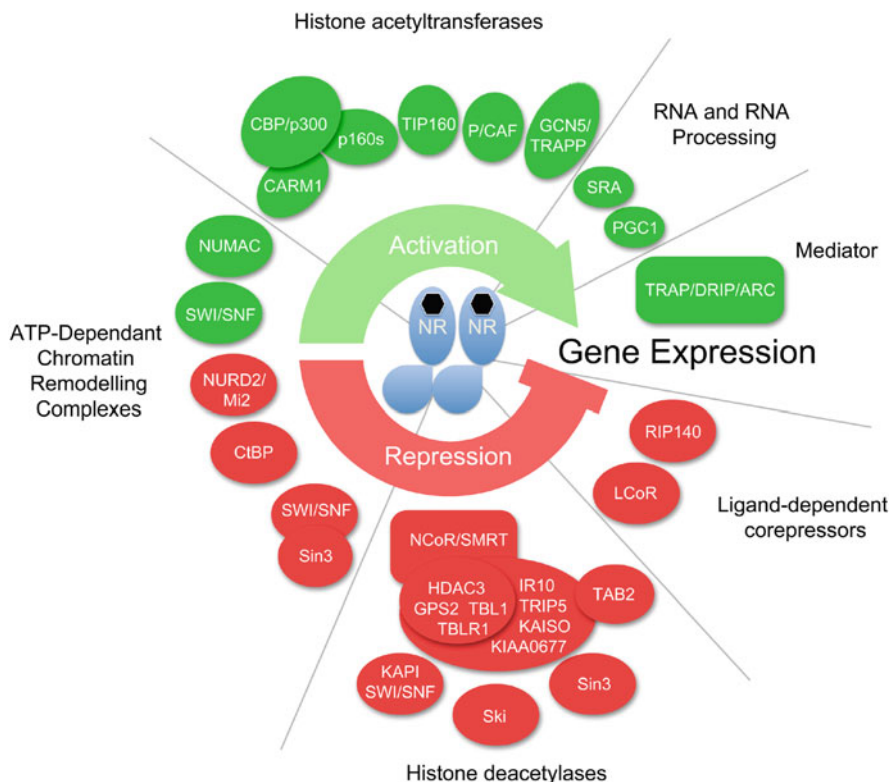 Histone acetyltransferases
CBP/p300
p160s
TIP160
P/CAF
GCN5/
TRAPP
CARM1
RNA and RNA
Processing
SRA
PGC1
Mediator
TRAP/DRIP/ARC
NUMAC
SWI/SNF
Activation
NR
NR
Gene Expression
ATP-Dependant
Chromatin
Remodelling
Complexes
NURD2/
Mi2
CtBP
SWI/SNF
Sin3
Repression
RIP140
LCoR
Ligand-dependent
corepressors
NCoR/SMRT
HDAC3
GPS2 TBL1
TBLR1
IR10
TRIP5
KAISO
KIAA0677
TAB2
KAPI
SWI/SNF
Ski
Sin3
Histone deacetylases